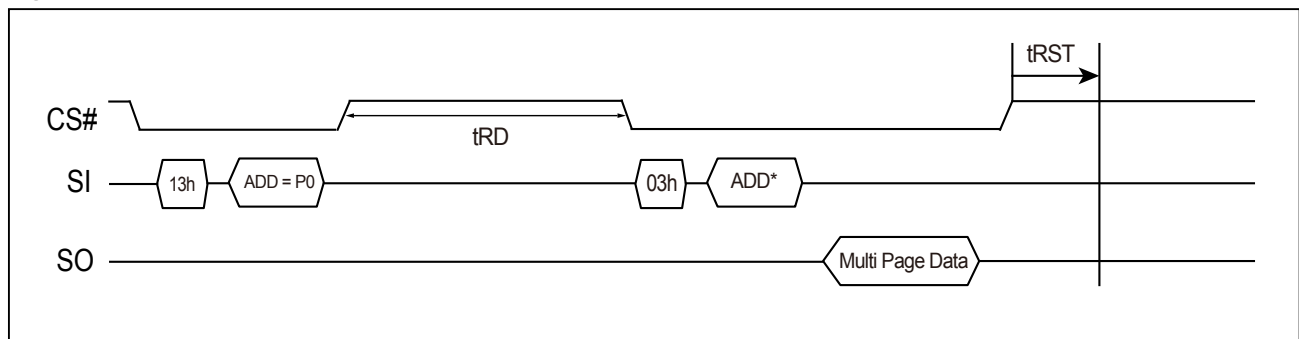 tRST
CS#
tRD
SI
13h
ADD = P0
03h
ADD*
SO
Multi Page Data